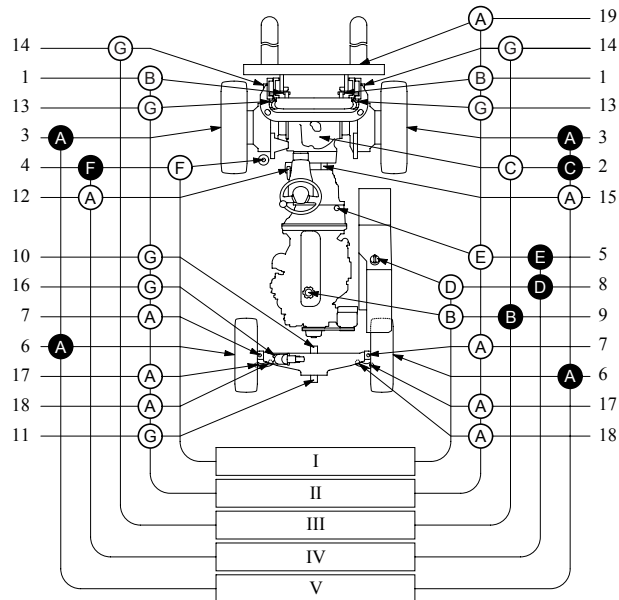 A 19
14 G G 14
1 B B 1
13 G G 13
3 A A 3
4 F F C C 2
12 A A 15
E E 5
10 G
16 G D D 8
7 A B B 9
6 A A 7
17 A A 6
18 A A 17
11 G A 18
I
II
III
IV
V